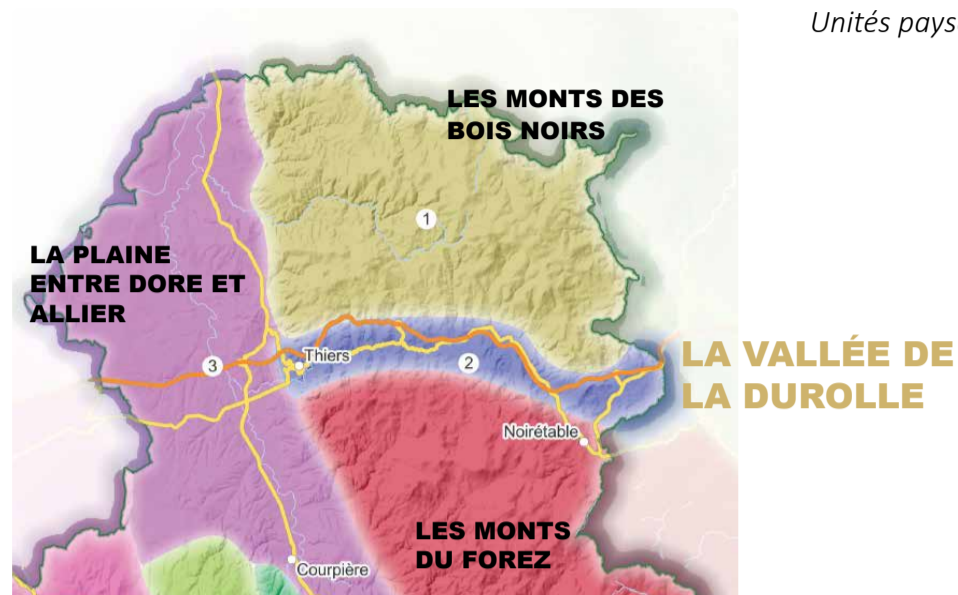 Unités pays
LES MONTS DES
BOIS NOIRS
1
LA PLAINE
ENTRE DORE ET
ALLIER
Thiers
3
2
LA VALLÉE DE
LA DUROLLE
Noirétable
LES MONTS
DU FOREZ
Courpière